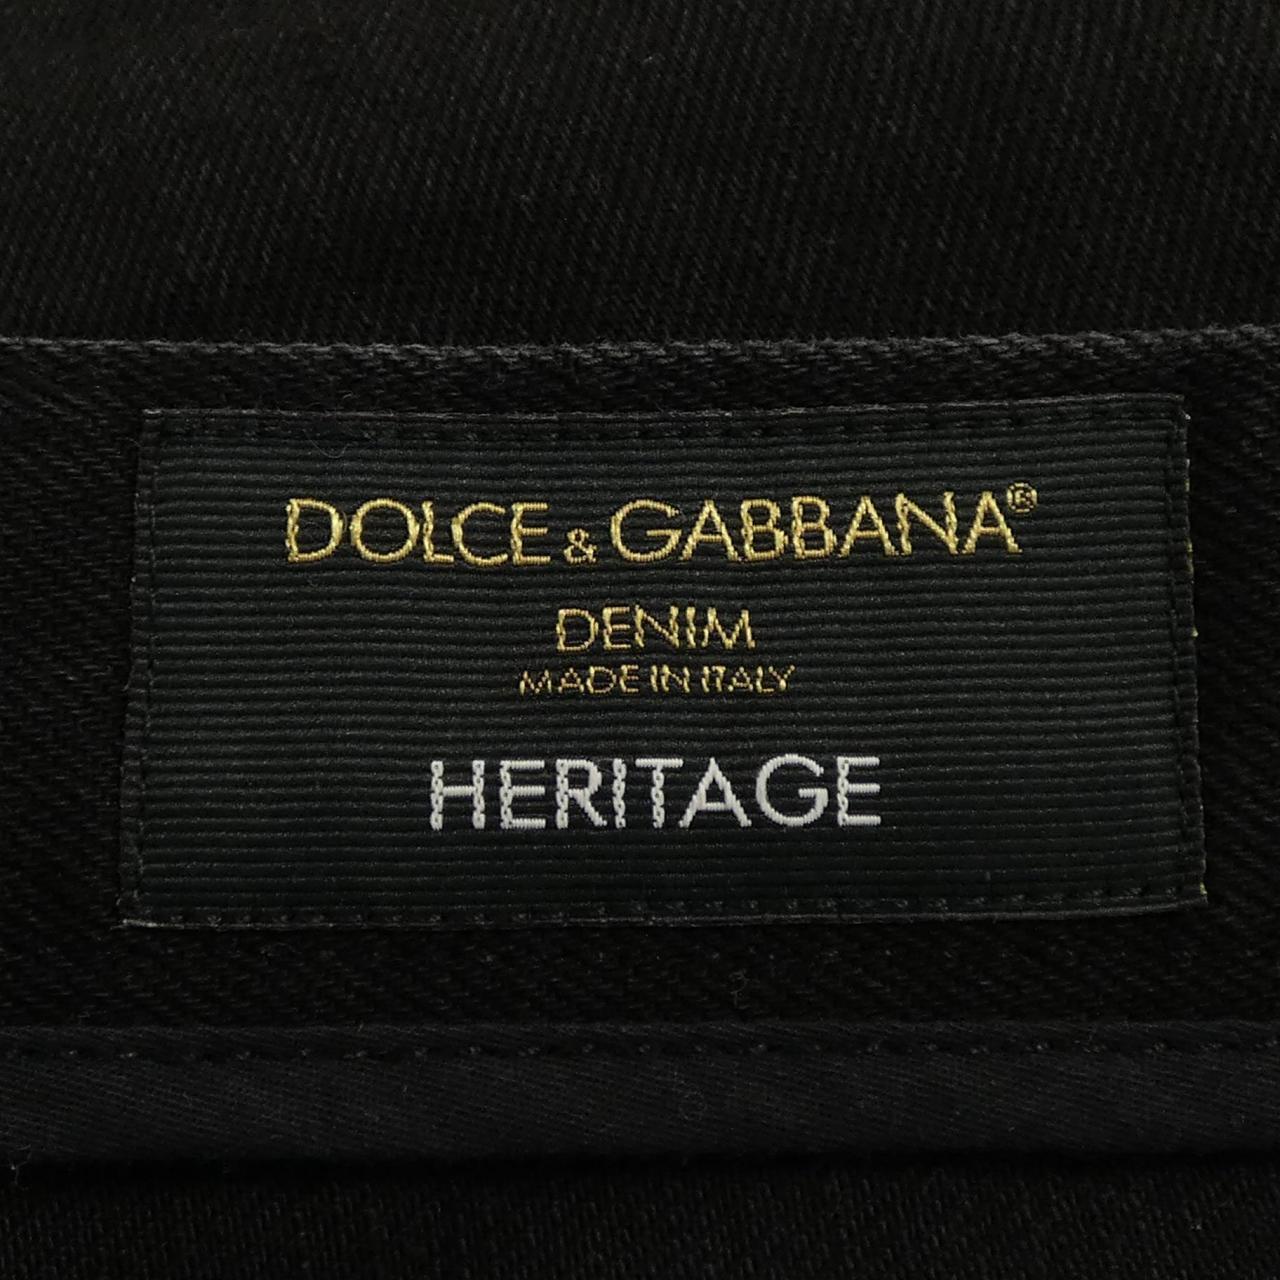 DOLCE & GABBANA®
DENIM
MADE IN ITALY
HERITAGE